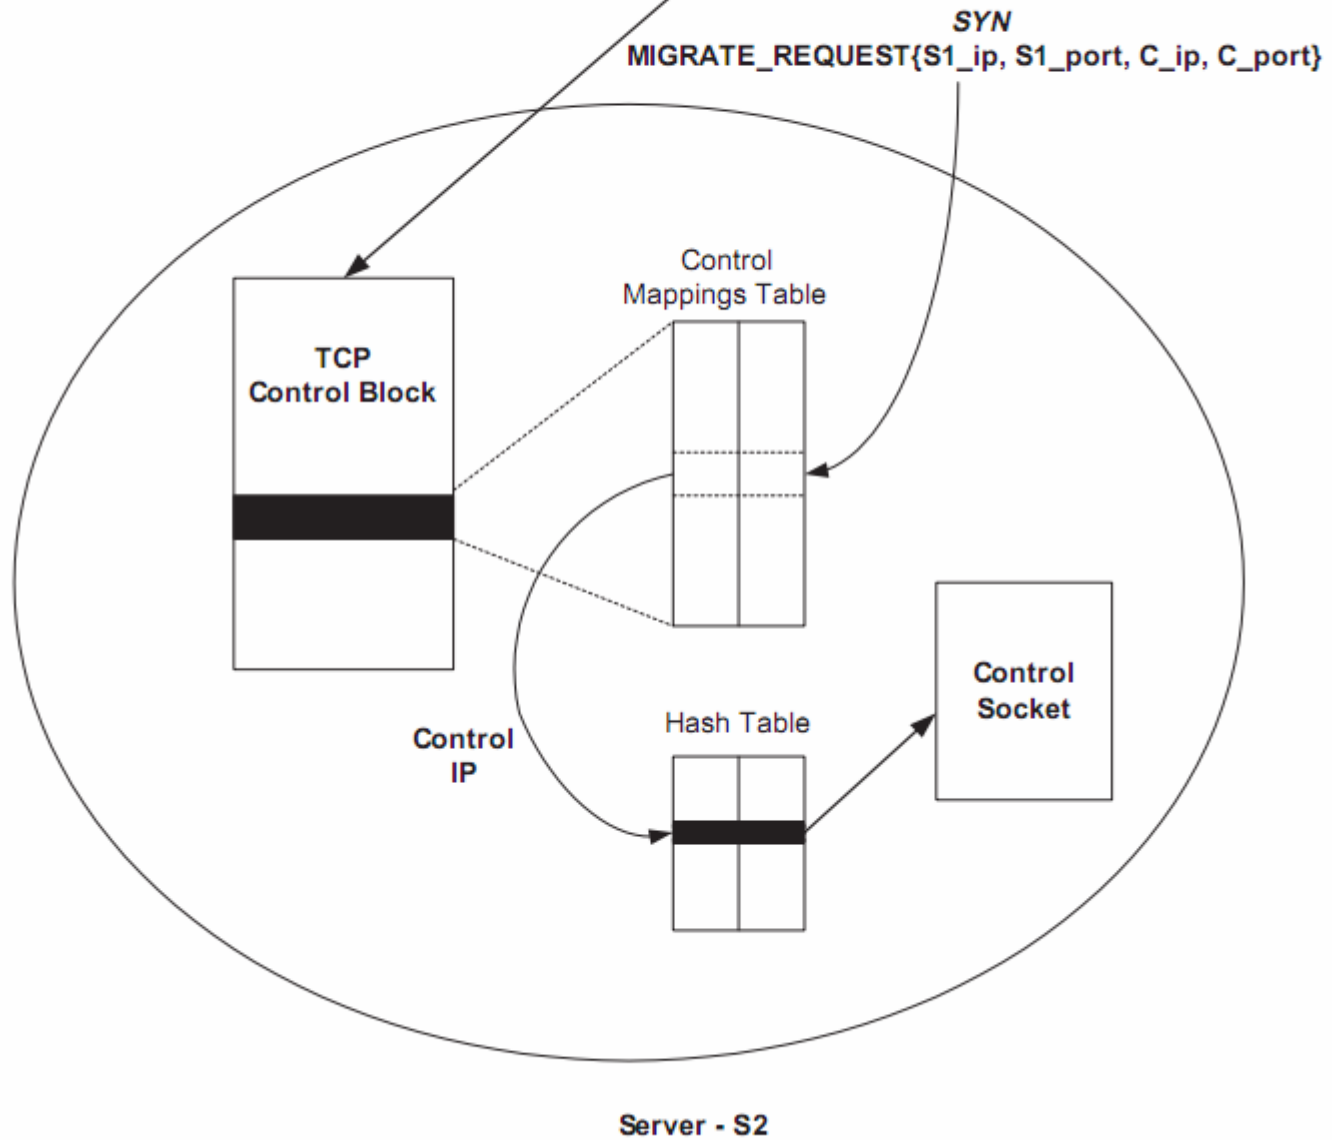 SYN
MIGRATE_REQUEST{S1_ip, S1_port, C_ip, C_port}
Control
Mappings Table
TCP
Control Block
Control
Socket
Hash Table
Control
IP
Server - S2